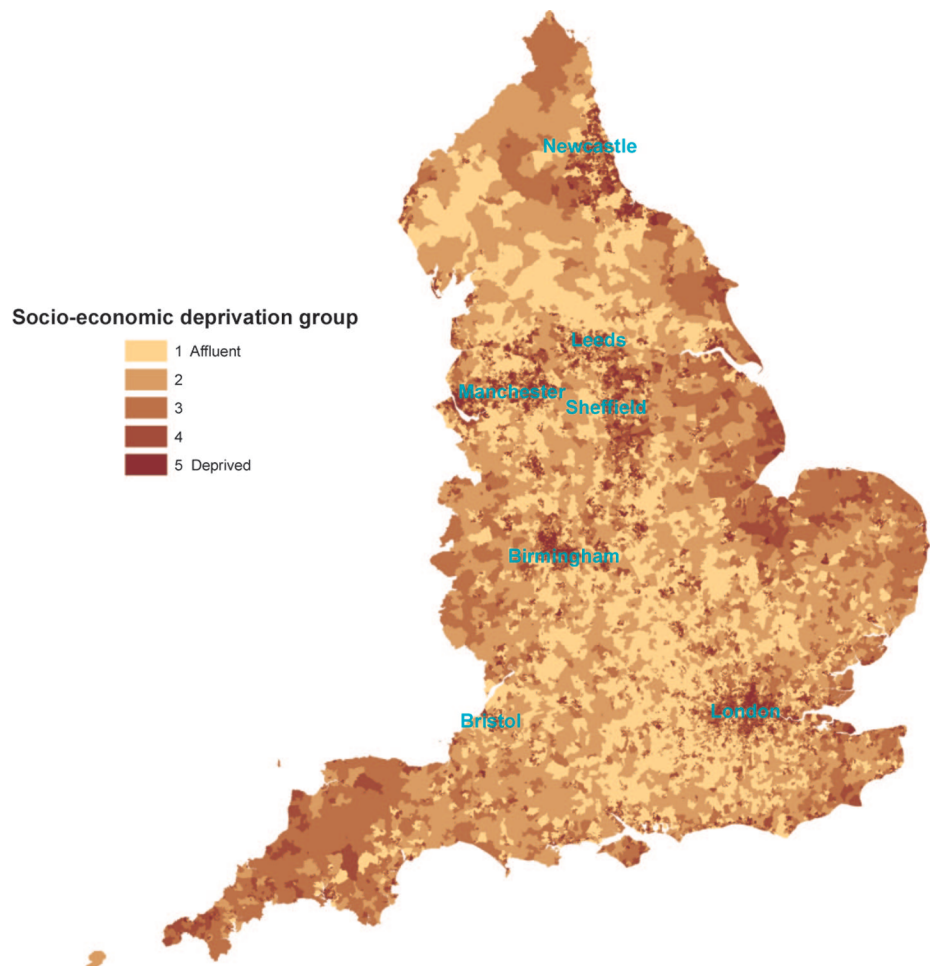 Newcastle
Socio-economic deprivation group
1 Affluent
2
3
4
5 Deprived
Leeds
Manchester
Sheffield
Birmingham
London
Bristol